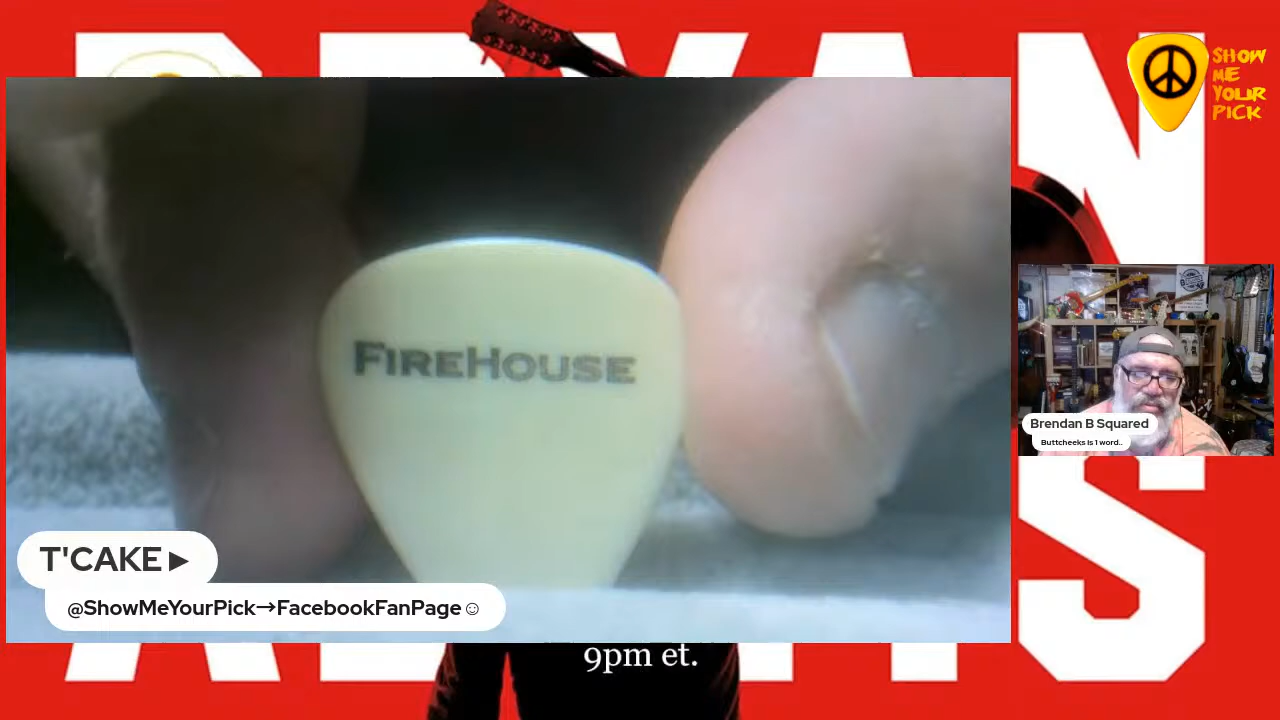 SHOW
ME
YOUR
PICK
FIREHOUSE
Brendan B Squared
Buttcheeks is 1 word..
T'CAKE ▶
@ShowMeYourPick→FacebookFanPage☺
9pm et.